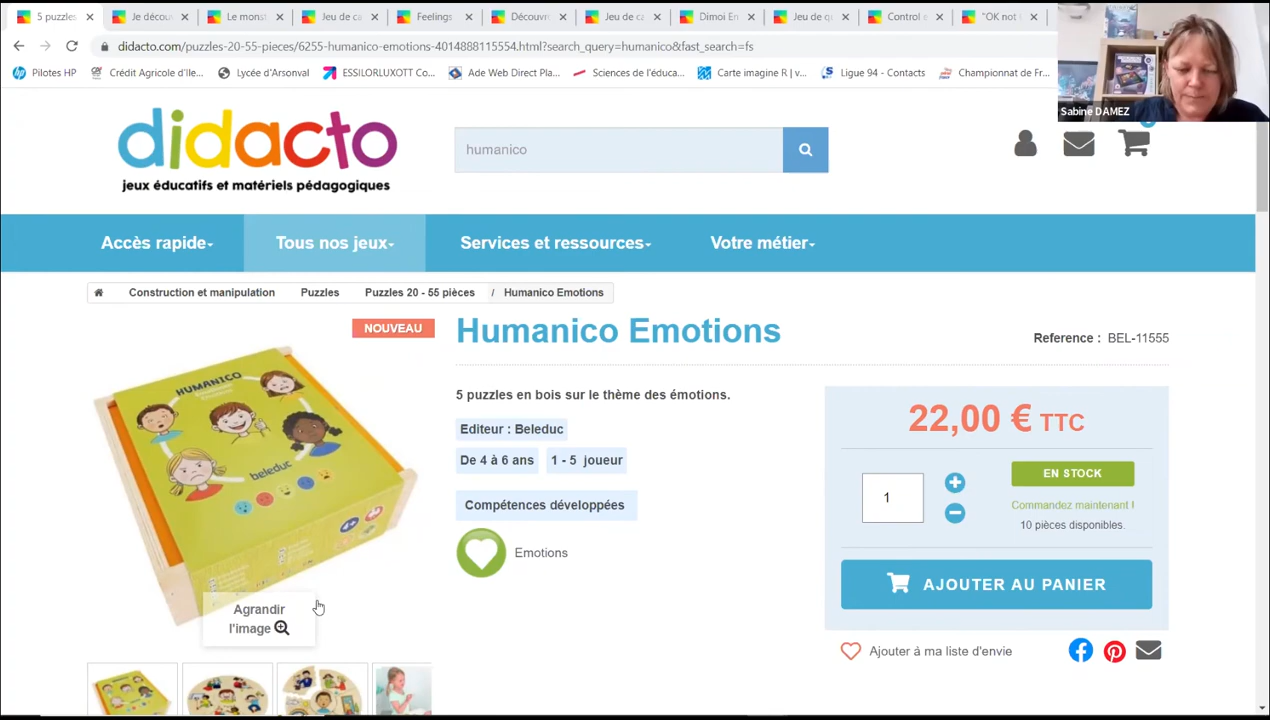 5 puzzles
Je découv
Le monst
Jeu de ca
Feelings
Découvre
Jeu de ca
Dimoi En
Jeu de qu
Control e
"OK not
didacto.com/puzzles-20-55-pieces/6255-humanico-emotions-4014888115554.html?search_query=humanico&fast_search=fs
Pilotes HP
Crédit Agricole d'Ile...
Lycée d'Arsonval
ESSILORLUXOTT Co...
Ade Web Direct Pla...
Sciences de l'éduca...
Carte imagine R | v...
Ligue 94 - Contacts
Championnat de Fr...
Sabine DAMEZ
didacto
jeux éducatifs et matériels pédagogiques
humanico
Accès rapide
Tous nos jeux
Services et ressources
Votre métier
Construction et manipulation
Puzzles
Puzzles 20 - 55 pièces
/ Humanico Emotions
NOUVEAU
Humanico Emotions
Reference : BEL-11555
HUMANICO
beleduc
5 puzzles en bois sur le thème des émotions.
Editeur : Beleduc
De 4 à 6 ans
1 - 5 joueur
Compétences développées
Emotions
22,00 € TTC
1
EN STOCK
Commandez maintenant !
10 pièces disponibles.
AJOUTER AU PANIER
Agrandir
l'image
Ajouter à ma liste d'envie